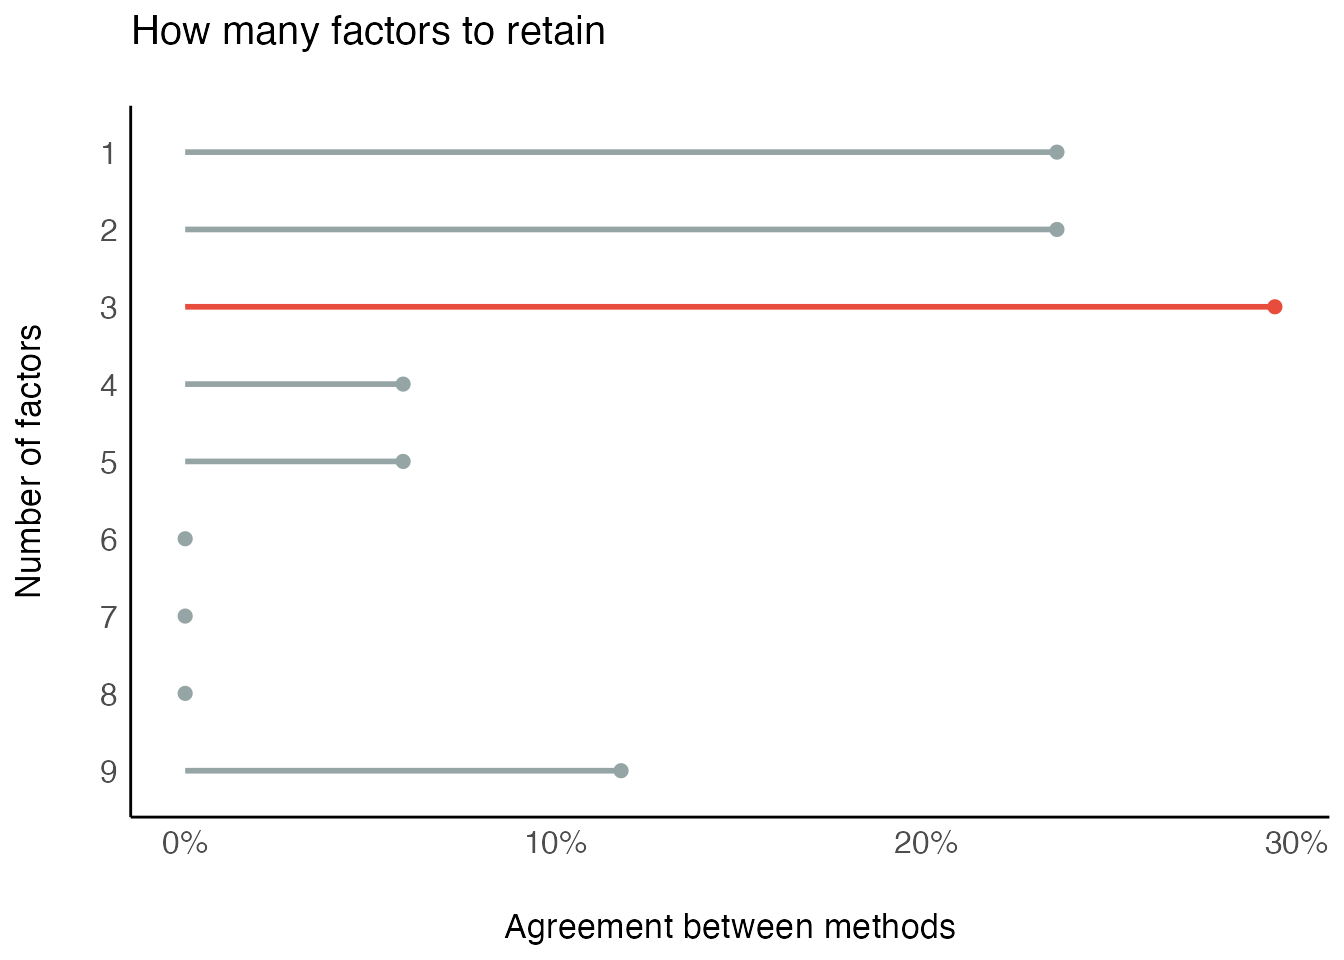 How many factors to retain
Number of factors
1
2
3
4
5
6
7
8
9
0% 10% 20% 30%
Agreement between methods